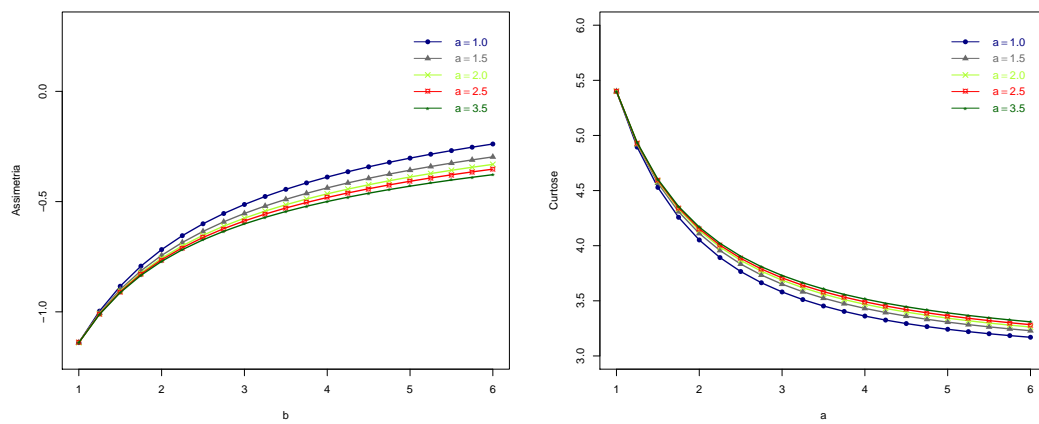 Assimetria
0.0
−0.5
−1.0
1 2 3 4 5 6
b
a = 1.0
a = 1.5
a = 2.0
a = 2.5
a = 3.5
Curtose
6.0
5.5
5.0
4.5
4.0
3.5
3.0
1 2 3 4 5 6
a
a = 1.0
a = 1.5
a = 2.0
a = 2.5
a = 3.5